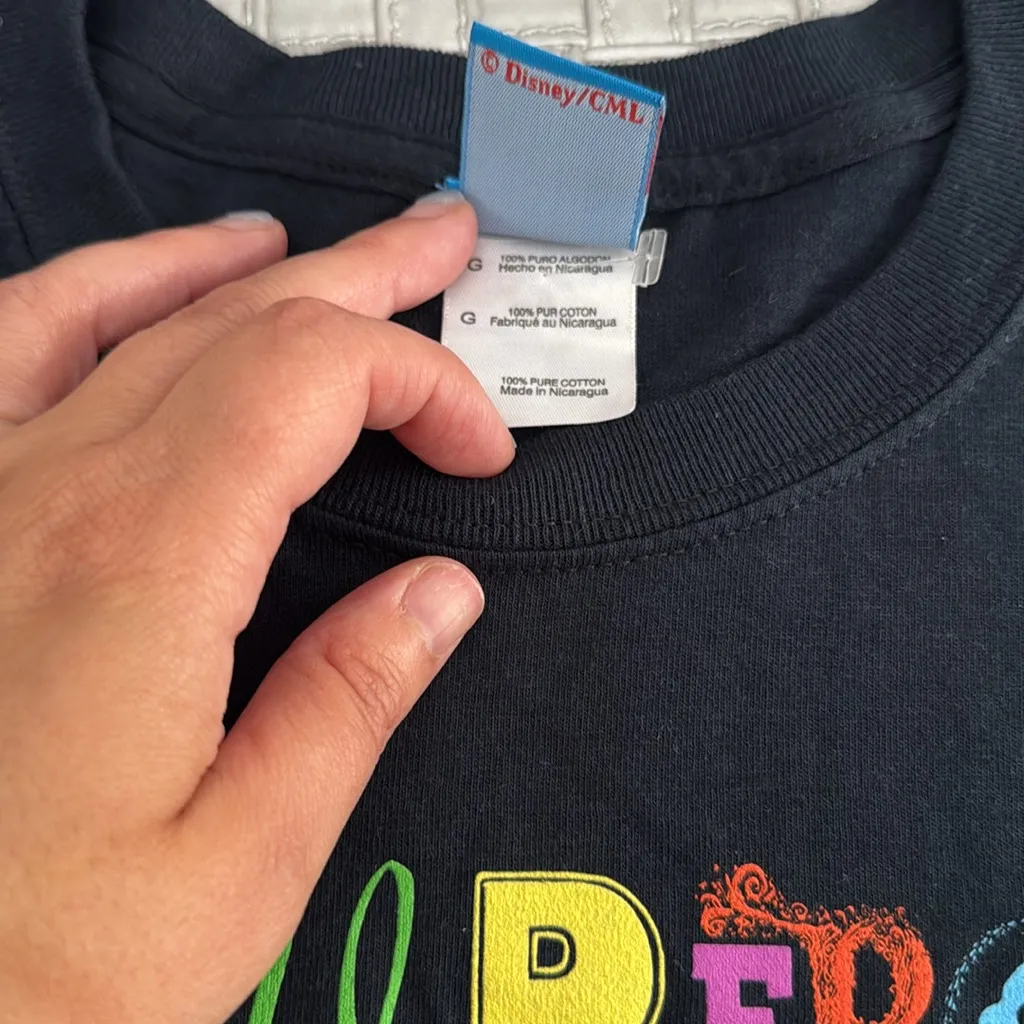 © Disney/CML
100% PURO ALGODON
G Hecho en Nicaragua
100% PUR COTON
G Fabriqué au Nicaragua
100% PURE COTTON
Made in Nicaragua